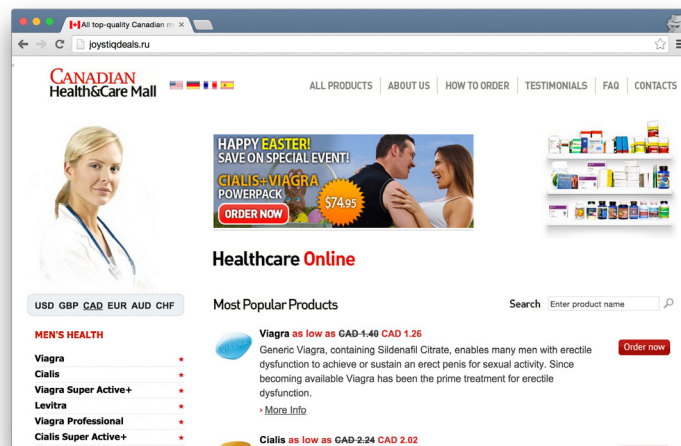 All top-quality Canadian m
joystiqdeals.ru
CANADIAN
Health&Care Mall
ALL PRODUCTS ABOUT US HOW TO ORDER TESTIMONIALS FAQ CONTACTS
HAPPY EASTER!
SAVE ON SPECIAL EVENT!
CIALIS+VIAGRA
POWERPACK
$74.95
ORDER NOW
Healthcare Online
USD GBP CAD EUR AUD CHF
Most Popular Products
Search Enter product name
MEN'S HEALTH
Viagra
Cialis
Viagra Super Active+
Levitra
Viagra Professional
Cialis Super Active+
Viagra as low as CAD 1.40 CAD 1.26
Order now
Generic Viagra, containing Sildenafil Citrate, enables many men with erectile
dysfunction to achieve or sustain an erect penis for sexual activity. Since
becoming available Viagra has been the prime treatment for erectile
dysfunction.
› More Info
Cialis as low as CAD 2.24 CAD 2.02